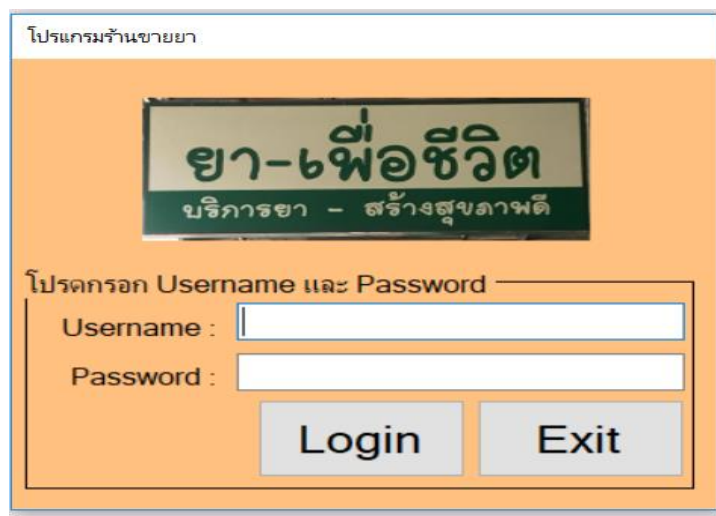 โปรแกรมร้านขายยา
ยา-เพื่อชีวิต
บริการยา - สร้างสุขภาพดี
โปรดกรอก Username และ Password
Username :
Password :
Login Exit